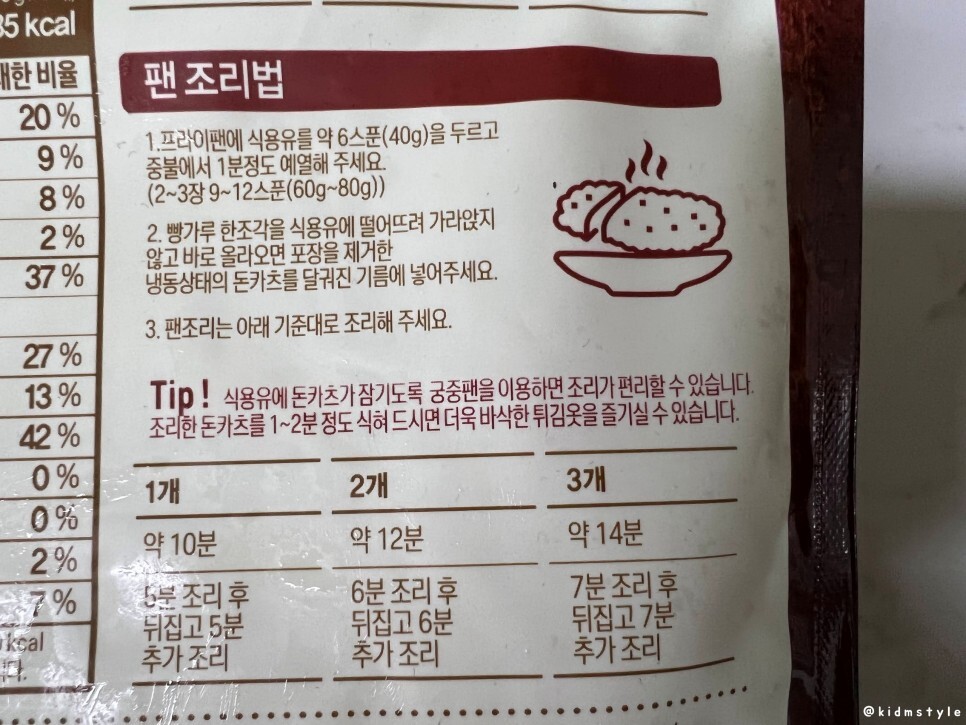 35 kcal
한 비율
20 %
9 %
8 %
2 %
37 %
27 %
13 %
42 %
0 %
0 %
2 %
7 %
kcal
다.
팬 조리법
1.프라이팬에 식용유를 약 6스푼(40g)을 두르고
중불에서 1분정도 예열해 주세요.
(2~3장 9~12스푼(60g~80g))
2. 빵가루 한조각을 식용유에 떨어뜨려 가라앉지
않고 바로 올라오면 포장을 제거한
냉동상태의 돈카츠를 달궈진 기름에 넣어주세요.
3. 팬조리는 아래 기준대로 조리해 주세요.
Tip ! 식용유에 돈카츠가 잠기도록 궁중팬을 이용하면 조리가 편리할 수 있습니다.
조리한 돈카츠를 1~2분 정도 식혀 드시면 더욱 바삭한 튀김옷을 즐기실 수 있습니다.
1개 2개 3개
약 10분 약 12분 약 14분
5분 조리 후 6분 조리 후 7분 조리 후
뒤집고 5분 뒤집고 6분 뒤집고 7분
추가 조리 추가 조리 추가 조리
@kidmstyle